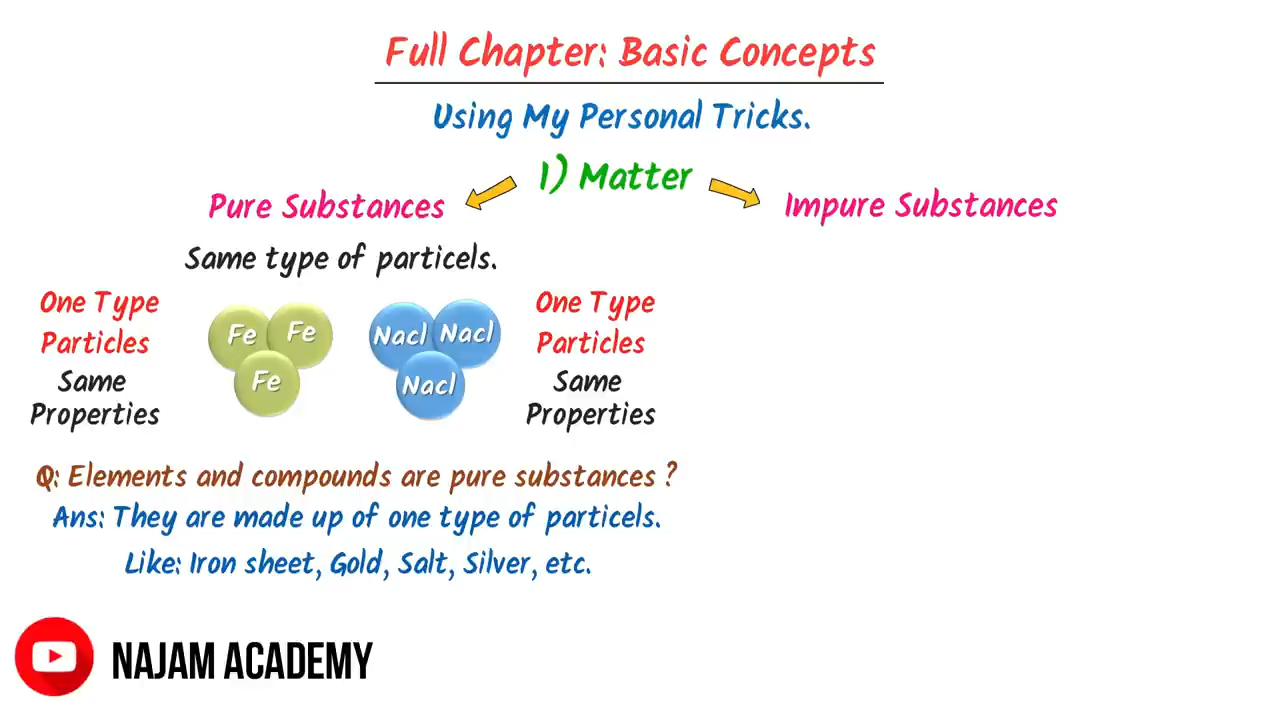 Full Chapter: Basic Concepts
Using My Personal Tricks.
1) Matter
Pure Substances
Impure Substances
Same type of particels.
One Type
Particles
Same
Properties
Fe Fe
Fe
Nacl Nacl
Nacl
One Type
Particles
Same
Properties
Q: Elements and compounds are pure substances ?
Ans: They are made up of one type of particels.
Like: Iron sheet, Gold, Salt, Silver, etc.
NAJAM ACADEMY